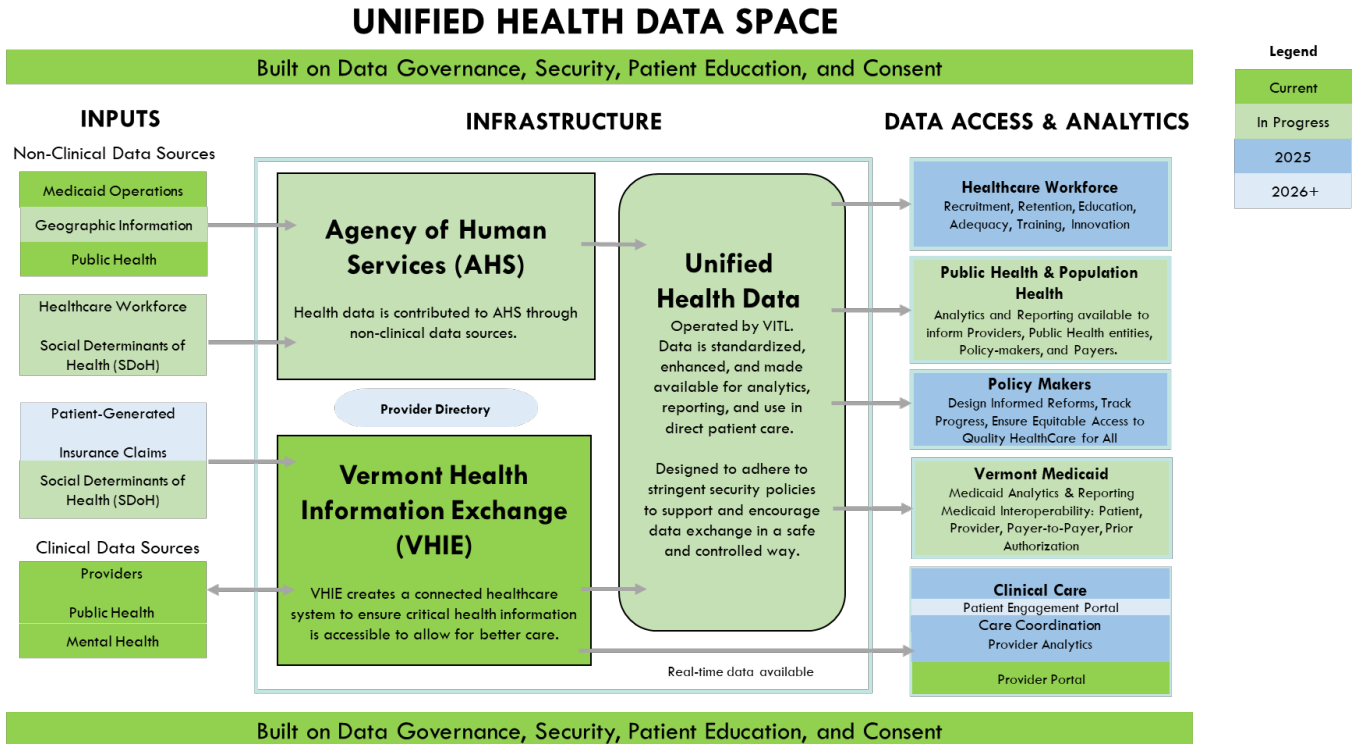 UNIFIED HEALTH DATA SPACE
Built on Data Governance, Security, Patient Education, and Consent
Legend
Current
In Progress
2025
2026+
INPUTS
Non-Clinical Data Sources
Medicaid Operations
Geographic Information
Public Health
Healthcare Workforce
Social Determinants of
Health (SDoH)
Patient-Generated
Insurance Claims
Social Determinants of
Health (SDoH)
Clinical Data Sources
Providers
Public Health
Mental Health
INFRASTRUCTURE
Agency of Human
Services (AHS)
Health data is contributed to AHS through
non-clinical data sources.
Provider Directory
Vermont Health
Information Exchange
(VHIE)
VHIE creates a connected healthcare
system to ensure critical health information
is accessible to allow for better care.
Unified
Health Data
Operated by VITL.
Data is standardized,
enhanced, and made
available for analytics,
reporting, and use in
direct patient care.
Designed to adhere to
stringent security policies
to support and encourage
data exchange in a safe
and controlled way.
Real-time data available
DATA ACCESS & ANALYTICS
Healthcare Workforce
Recruitment, Retention, Education,
Adequacy, Training, Innovation
Public Health & Population
Health
Analytics and Reporting available to
inform Providers, Public Health entities,
Policy-makers, and Payers.
Policy Makers
Design Informed Reforms, Track
Progress, Ensure Equitable Access to
Quality HealthCare for All
Vermont Medicaid
Medicaid Analytics & Reporting
Medicaid Interoperability: Patient,
Provider, Payer-to-Payer, Prior
Authorization
Clinical Care
Patient Engagement Portal
Care Coordination
Provider Analytics
Provider Portal
Built on Data Governance, Security, Patient Education, and Consent